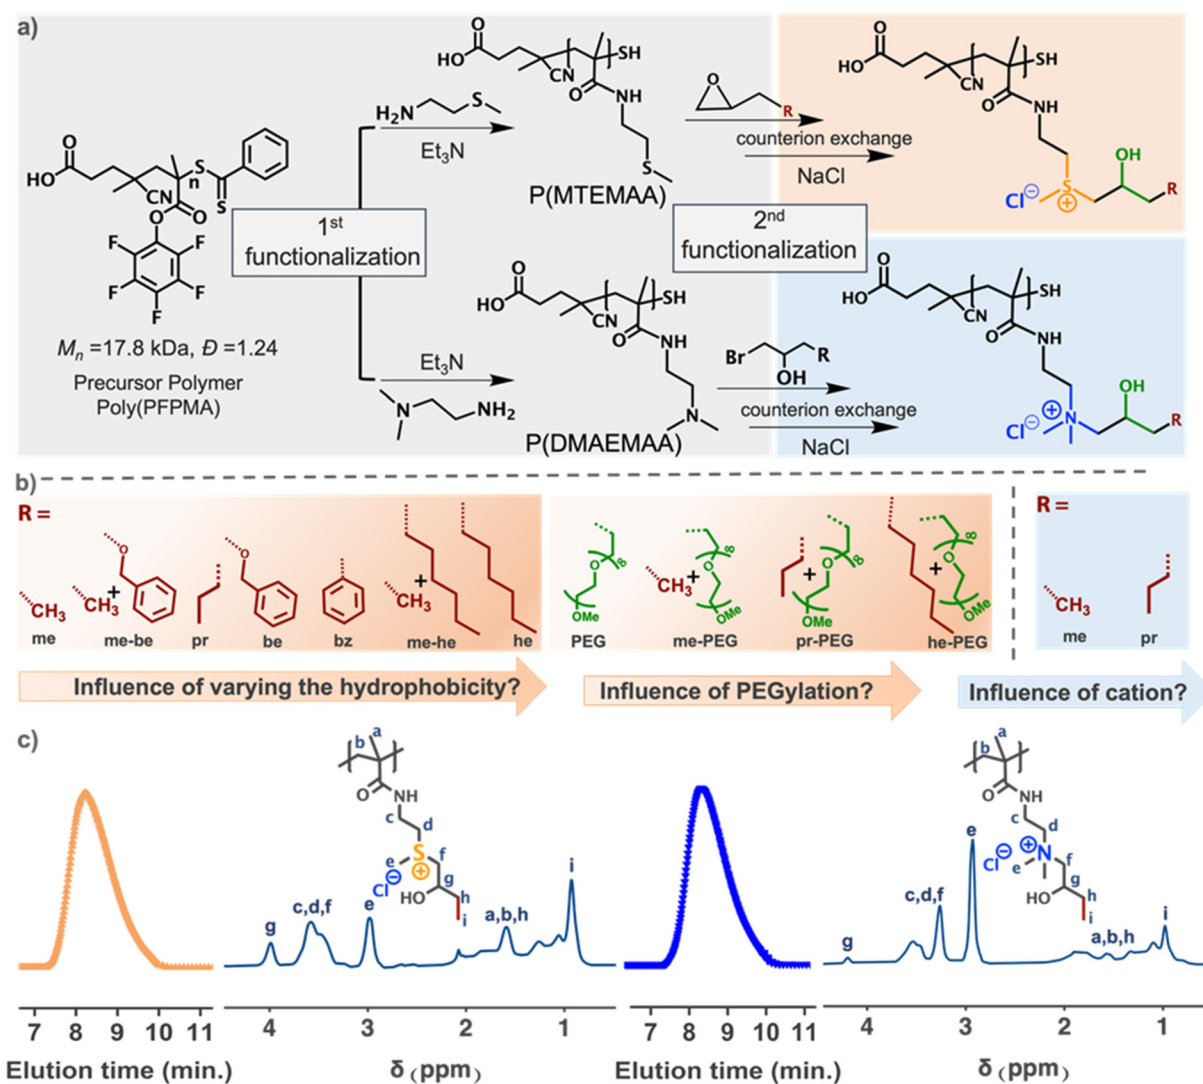 a)
O
HO
CN
n
SH
O
NH
S
P(MTEMAA)
H₂N
S
Et₃N
O
R
counterion exchange
NaCl
O
HO
CN
n
SH
O
NH
OH
Cl⊖
S
⊕
R
O
HO
CN
S
n
S
O
O
F
F
F
F
F
Mn =17.8 kDa, Đ =1.24
Precursor Polymer
Poly(PFPMA)
1st
functionalization
2nd
functionalization
Et₃N
N
NH₂
O
HO
CN
SH
O
NH
N
P(DMAEMAA)
Br
OH
R
counterion exchange
NaCl
O
HO
CN
SH
O
NH
OH
Cl⊖
⊕
N
R
b)
R =
me
CH₃
me-be
CH₃
+
O
pr
be
O
bz
me-he
CH₃
+
he
PEG
O
8
OMe
me-PEG
CH₃
+
O
8
OMe
pr-PEG
+
O
8
OMe
he-PEG
+
O
8
OMe
R =
CH₃
me
pr
Influence of varying the hydrophobicity?
Influence of PEGylation?
Influence of cation?
c)
a
b
O
NH
c
d
e
S
⊕
f
Cl⊖
g
HO
h
i
g
c,d,f
e
a,b,h
i
a
b
O
NH
c
d
⊕
Cl⊖
e
N
f
g
HO
h
i
g
c,d,f
e
a,b,h
i
7 8 9 10 11
Elution time (min.)
4 3 2 1
δ (ppm)
7 8 9 10 11
Elution time (min.)
4 3 2 1
δ (ppm)